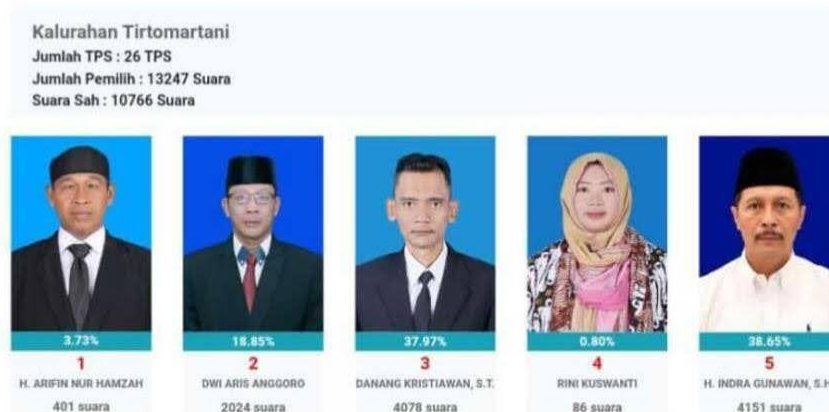 Kalurahan Tirtomartani
Jumlah TPS : 26 TPS
Jumlah Pemilih : 13247 Suara
Suara Sah : 10766 Suara
3.73%
18.85%
37.97%
0.80%
38.65%
1
2
3
4
5
H. ARIFIN NUR HAMZAH
DWI ARIS ANGGORO
DANANG KRISTIAWAN, S.T.
RINI KUSWANTI
H. INDRA GUNAWAN, S.H
401 suara
2024 suara
4078 suara
86 suara
4151 suara